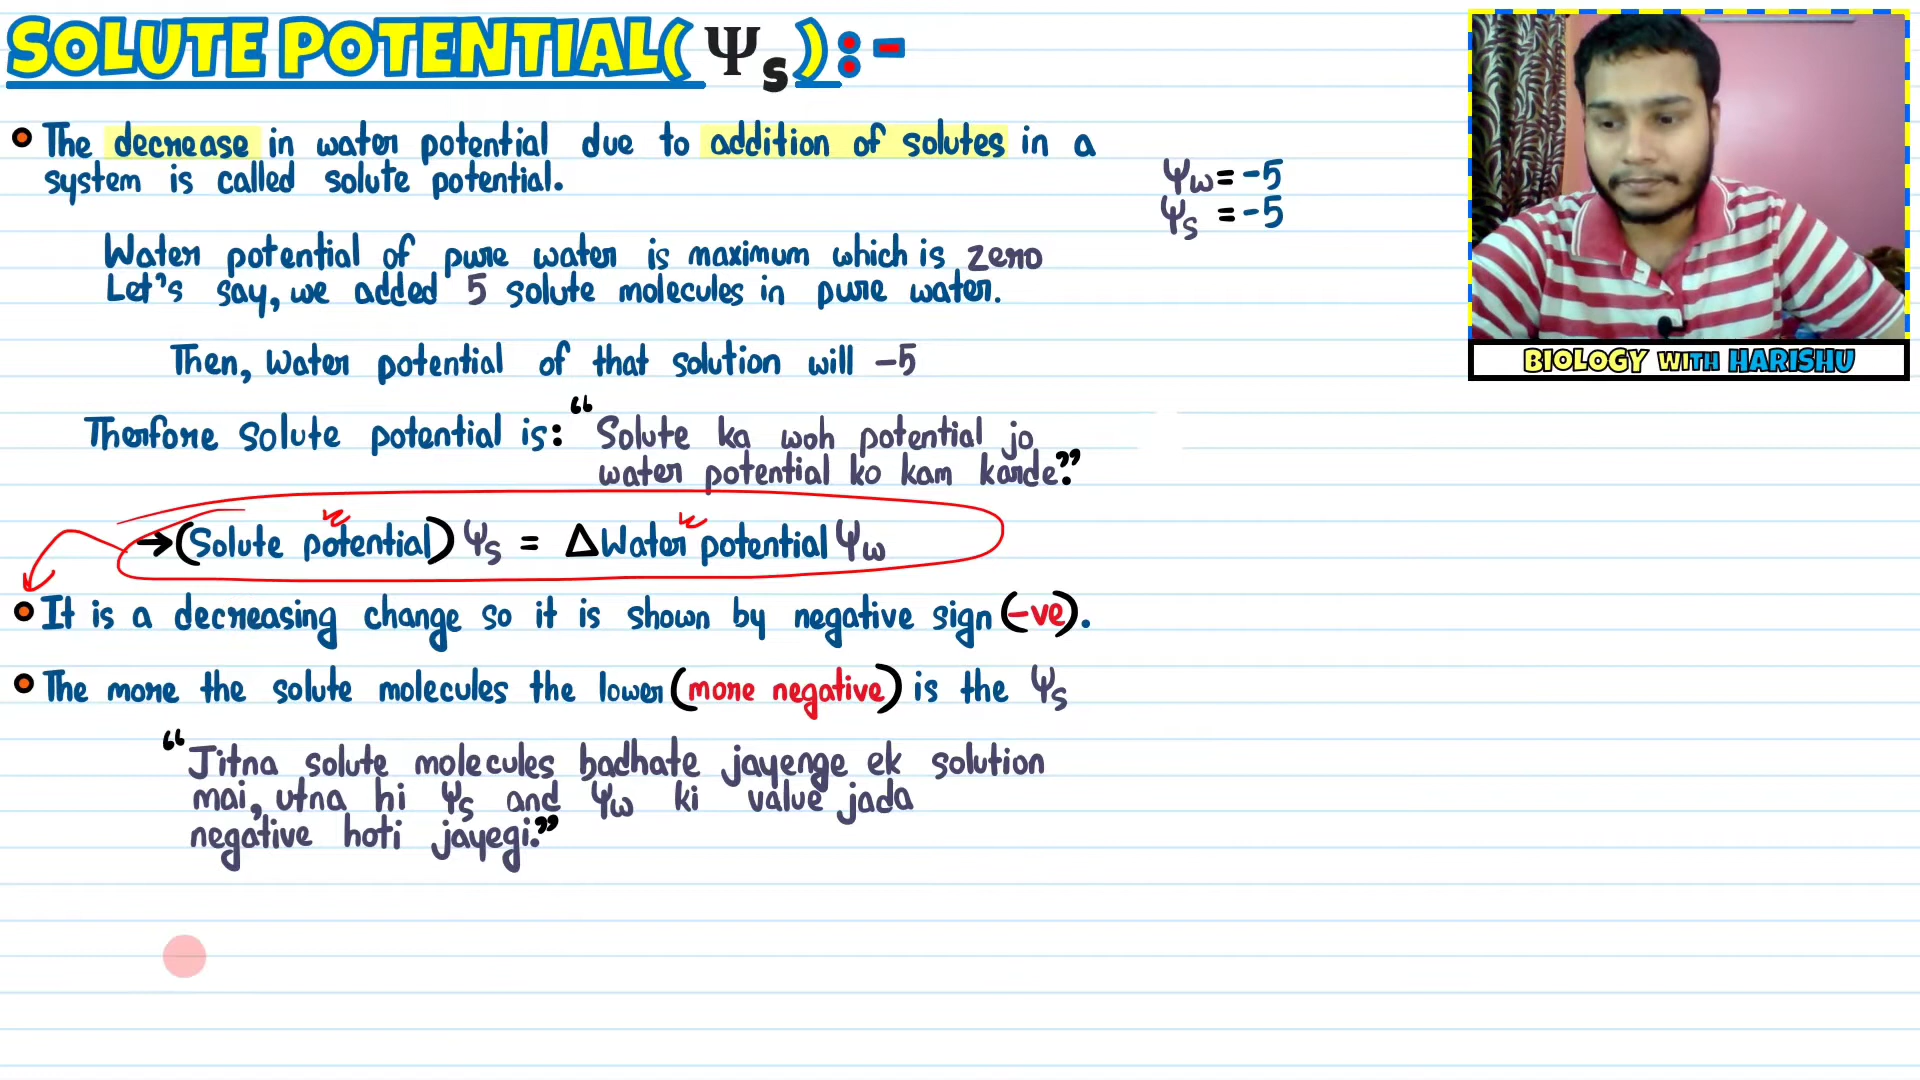 SOLUTE POTENTIAL( Ψs ):-
• The decrease in water potential due to addition of solutes in a
system is called solute potential.
Ψw = -5
Ψs = -5
Water potential of pure water is maximum which is zero
Let's say, we added 5 solute molecules in pure water.
Then, Water potential of that solution will -5
Therfore Solute potential is: “Solute ka woh potential jo
water potential ko kam karde.”
→(Solute potential) Ψs = ΔWater potential Ψw
• It is a decreasing change so it is shown by negative sign (-ve).
• The more the solute molecules the lower (more negative) is the Ψs
“Jitna solute molecules badhate jayenge ek solution
mai, utna hi Ψs and Ψw ki value jada
negative hoti jayegi.”
BIOLOGY WITH HARISHU